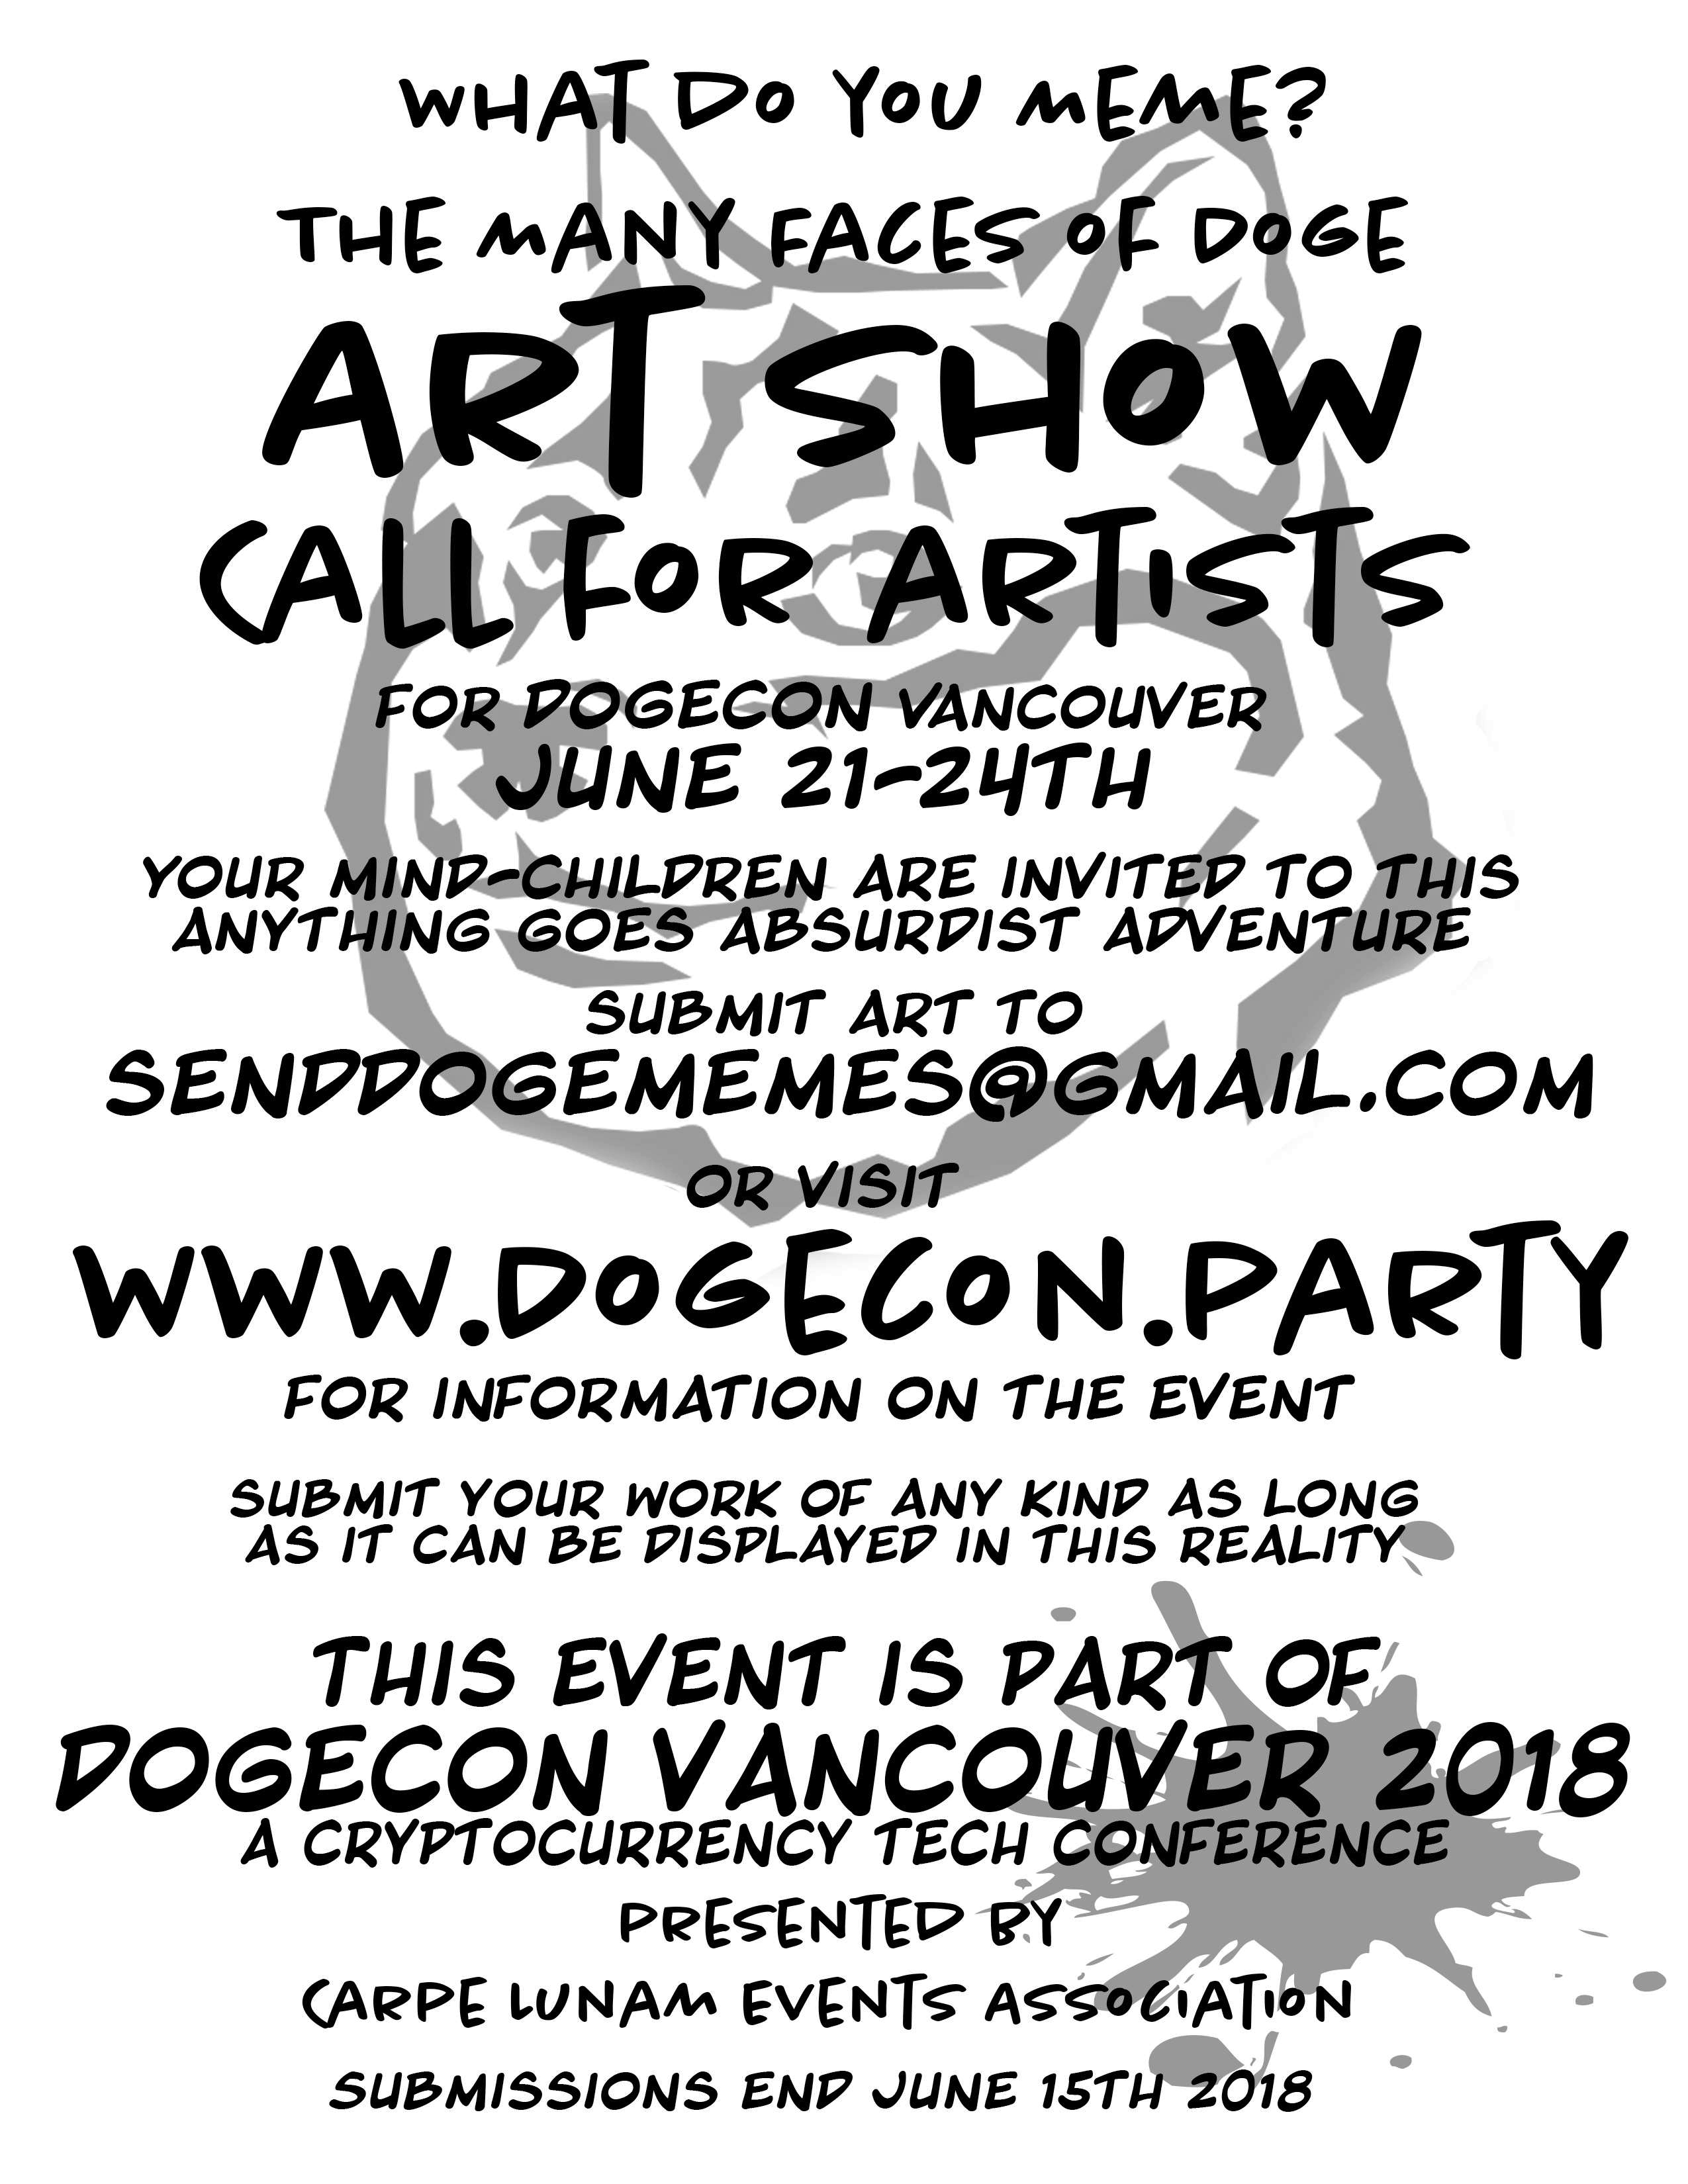 WHAT DO YOU MEME?
THE MANY FACES OF DOGE
ART SHOW
CALL FOR ARTISTS
FOR DOGECON VANCOUVER
JUNE 21-24TH
YOUR MIND-CHILDREN ARE INVITED TO THIS
ANYTHING GOES ABSURDIST ADVENTURE
SUBMIT ART TO
SENDDOGEMEMES@GMAIL.COM
OR VISIT
WWW.DOGECON.PARTY
FOR INFORMATION ON THE EVENT
SUBMIT YOUR WORK OF ANY KIND AS LONG
AS IT CAN BE DISPLAYED IN THIS REALITY
THIS EVENT IS PART OF
DOGECON VANCOUVER 2018
A CRYPTOCURRENCY TECH CONFERENCE
PRESENTED BY
CARPE LUNAM EVENTS ASSOCIATION
SUBMISSIONS END JUNE 15TH 2018